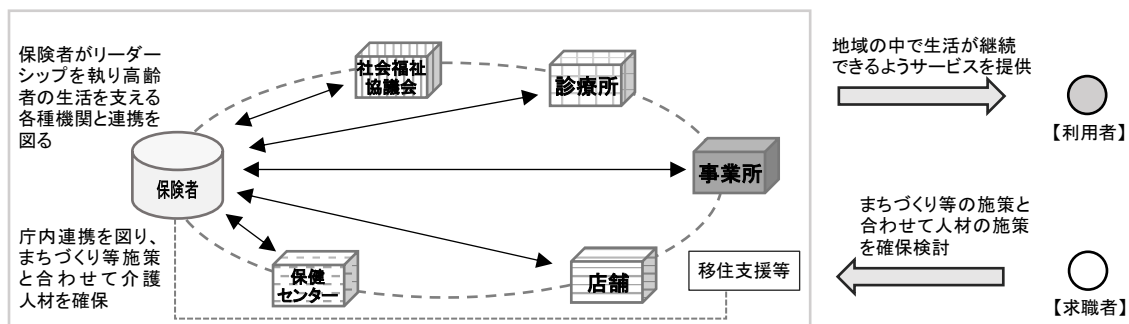 保険者がリーダー
シップを執り高齢
者の生活を支える
各種機関と連携を
図る
社会福祉
協議会
診療所
事業所
保険者
庁内連携を図り、
まちづくり等施策
と合わせて介護
人材を確保
保健
センター
店舗
移住支援等
地域の中で生活が継続
できるようサービスを提供
【利用者】
まちづくり等の施策と
合わせて人材の施策
を確保検討
【求職者】